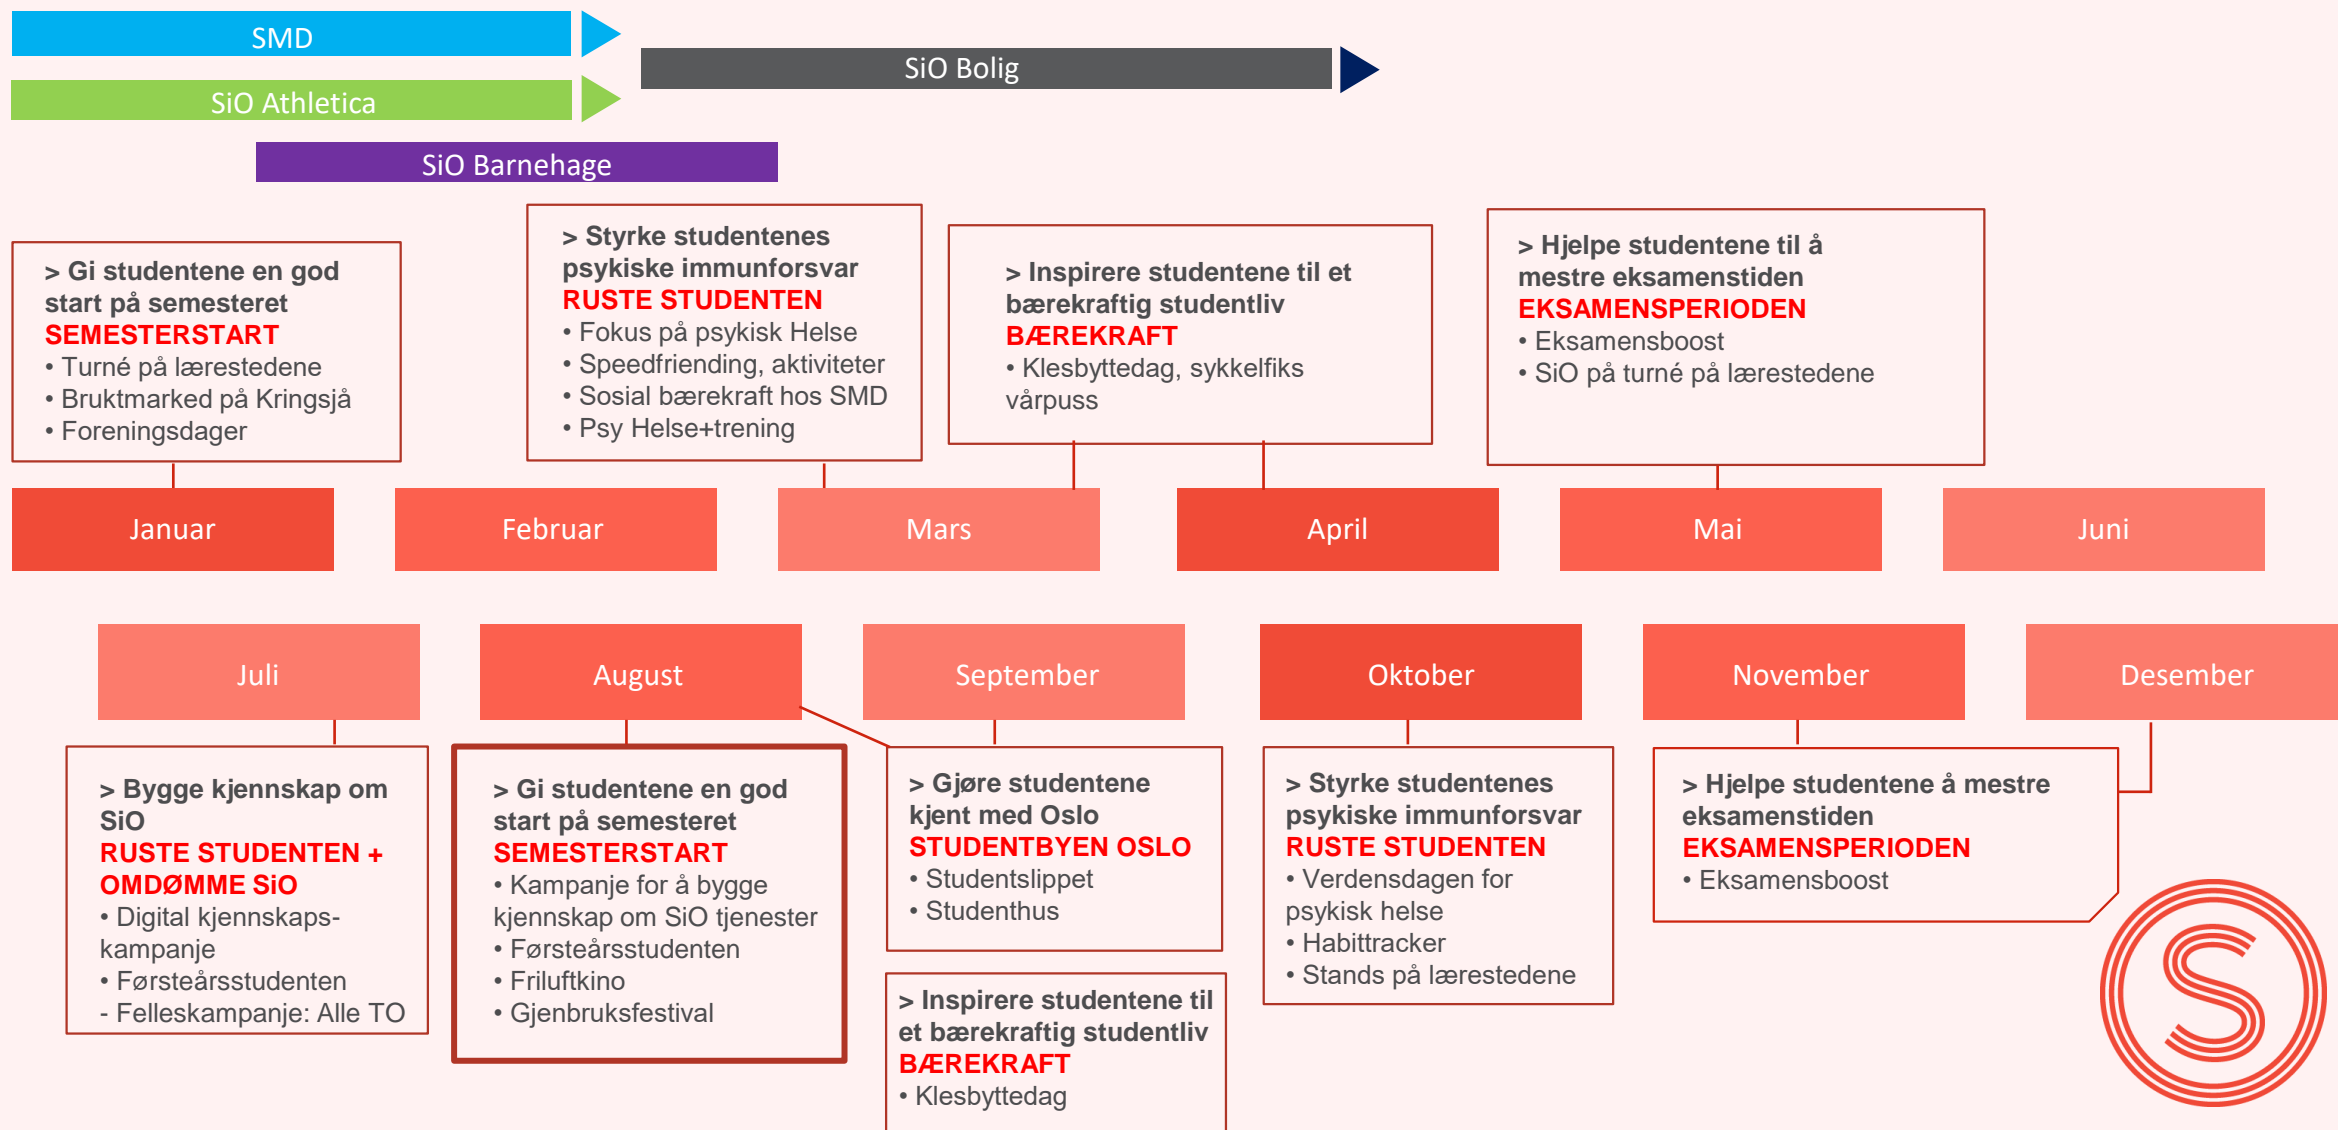 SMD
SiO Bolig
SiO Athletica
SiO Barnehage
> Gi studentene en god
start på semesteret
SEMESTERSTART
• Turné på lærestedene
• Bruktmarked på Kringsjå
• Foreningsdager
> Styrke studentenes
psykiske immunforsvar
RUSTE STUDENTEN
• Fokus på psykisk Helse
• Speedfriending, aktiviteter
• Sosial bærekraft hos SMD
• Psy Helse+trening
> Inspirere studentene til et
bærekraftig studentliv
BÆREKRAFT
• Klesbyttedag, sykkelfiks
vårpuss
> Hjelpe studentene til å
mestre eksamenstiden
EKSAMENSPERIODEN
• Eksamensboost
• SiO på turné på lærestedene
Januar
Februar
Mars
April
Mai
Juni
Juli
August
September
Oktober
November
Desember
> Bygge kjennskap om
SiO
RUSTE STUDENTEN +
OMDØMME SiO
• Digital kjennskaps-
kampanje
• Førsteårsstudenten
- Felleskampanje: Alle TO
> Gi studentene en god
start på semesteret
SEMESTERSTART
• Kampanje for å bygge
kjennskap om SiO tjenester
• Førsteårsstudenten
• Friluftkino
• Gjenbruksfestival
> Gjøre studentene
kjent med Oslo
STUDENTBYEN OSLO
• Studentslippet
• Studenthus
> Inspirere studentene til
et bærekraftig studentliv
BÆREKRAFT
• Klesbyttedag
> Styrke studentenes
psykiske immunforsvar
RUSTE STUDENTEN
• Verdensdagen for
psykisk helse
• Habittracker
• Stands på lærestedene
> Hjelpe studentene å mestre
eksamenstiden
EKSAMENSPERIODEN
• Eksamensboost
S